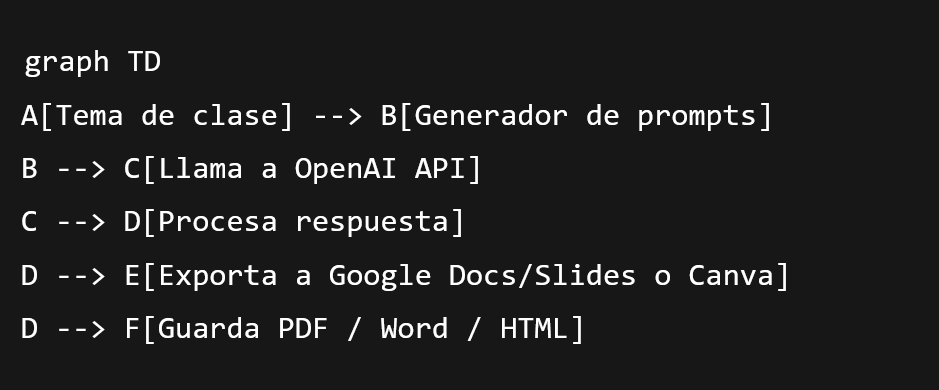 graph TD
A[Tema de clase] --> B[Generador de prompts]
B --> C[Llama a OpenAI API]
C --> D[Procesa respuesta]
D --> E[Exporta a Google Docs/Slides o Canva]
D --> F[Guarda PDF / Word / HTML]